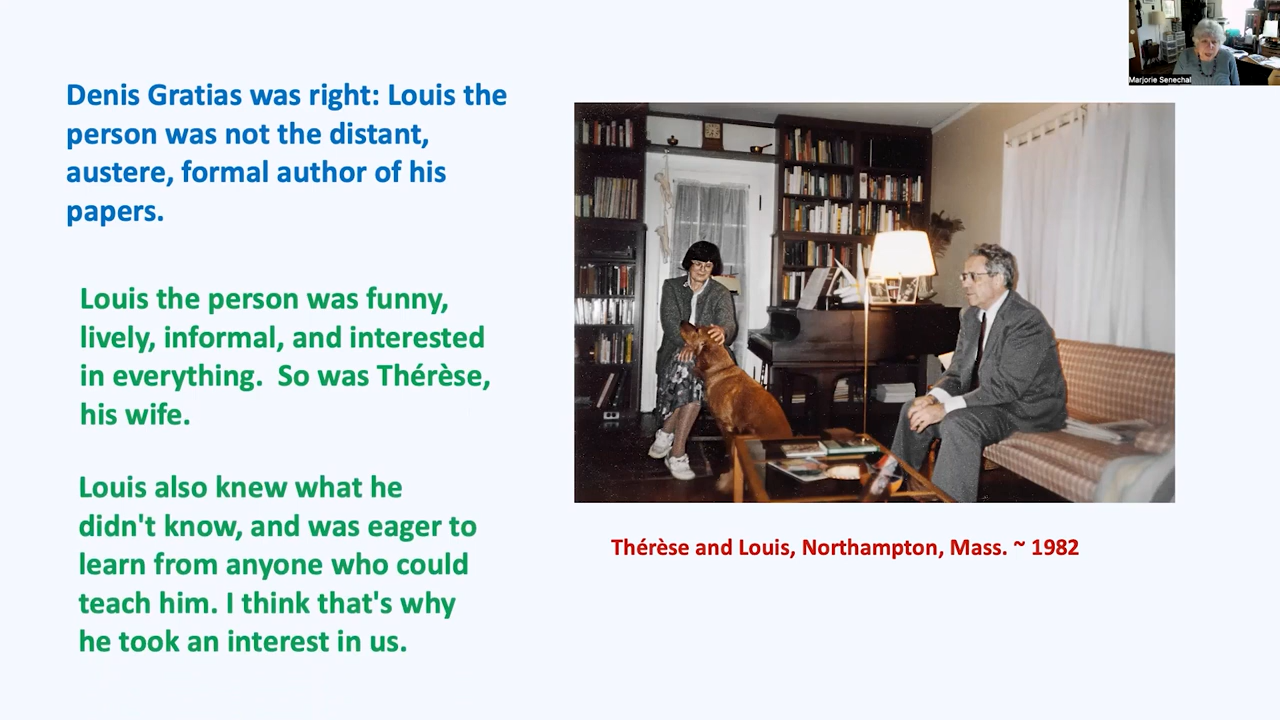 Marjorie Senechal
Denis Gratias was right: Louis the
person was not the distant,
austere, formal author of his
papers.
Louis the person was funny,
lively, informal, and interested
in everything.  So was Thérèse,
his wife.
Louis also knew what he
didn't know, and was eager to
learn from anyone who could
teach him. I think that's why
he took an interest in us.
Thérèse and Louis, Northampton, Mass. ~ 1982